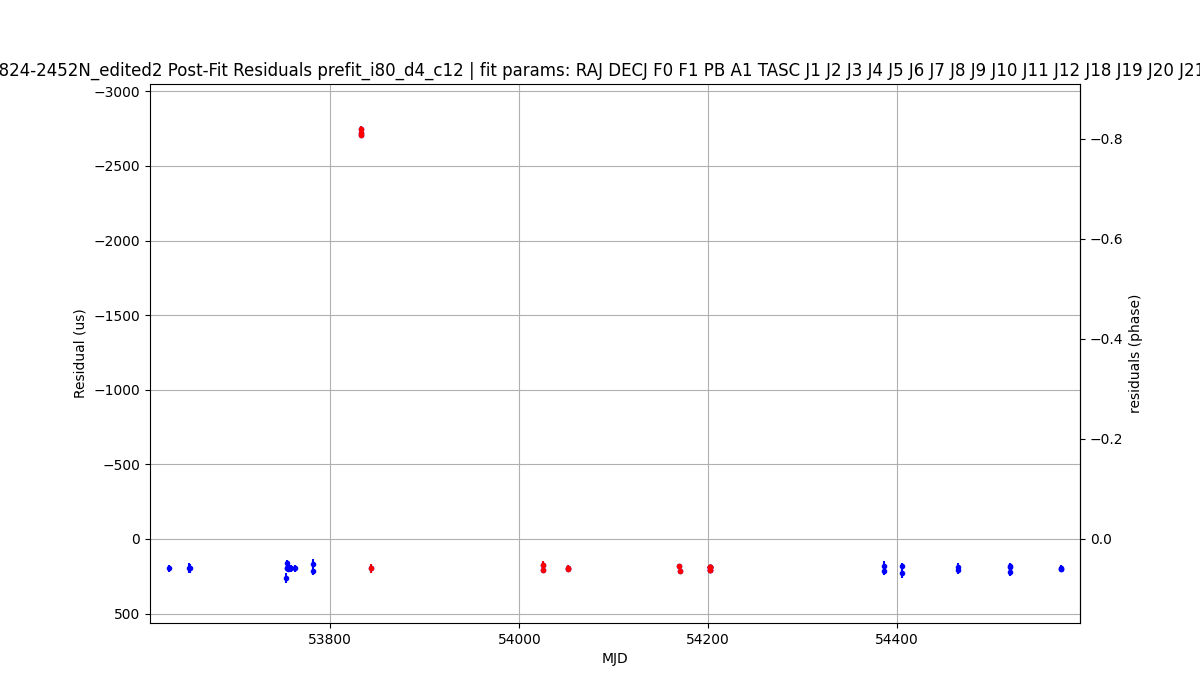 824-2452N_edited2 Post-Fit Residuals prefit_i80_d4_c12 | fit params: RAJ DECJ F0 F1 PB A1 TASC J1 J2 J3 J4 J5 J6 J7 J8 J9 J10 J11 J12 J18 J19 J20 J21
−3000
−2500
−2000
−1500
−1000
−500
0
500
Residual (us)
−0.8
−0.6
−0.4
−0.2
0.0
residuals (phase)
53800 54000 54200 54400
MJD